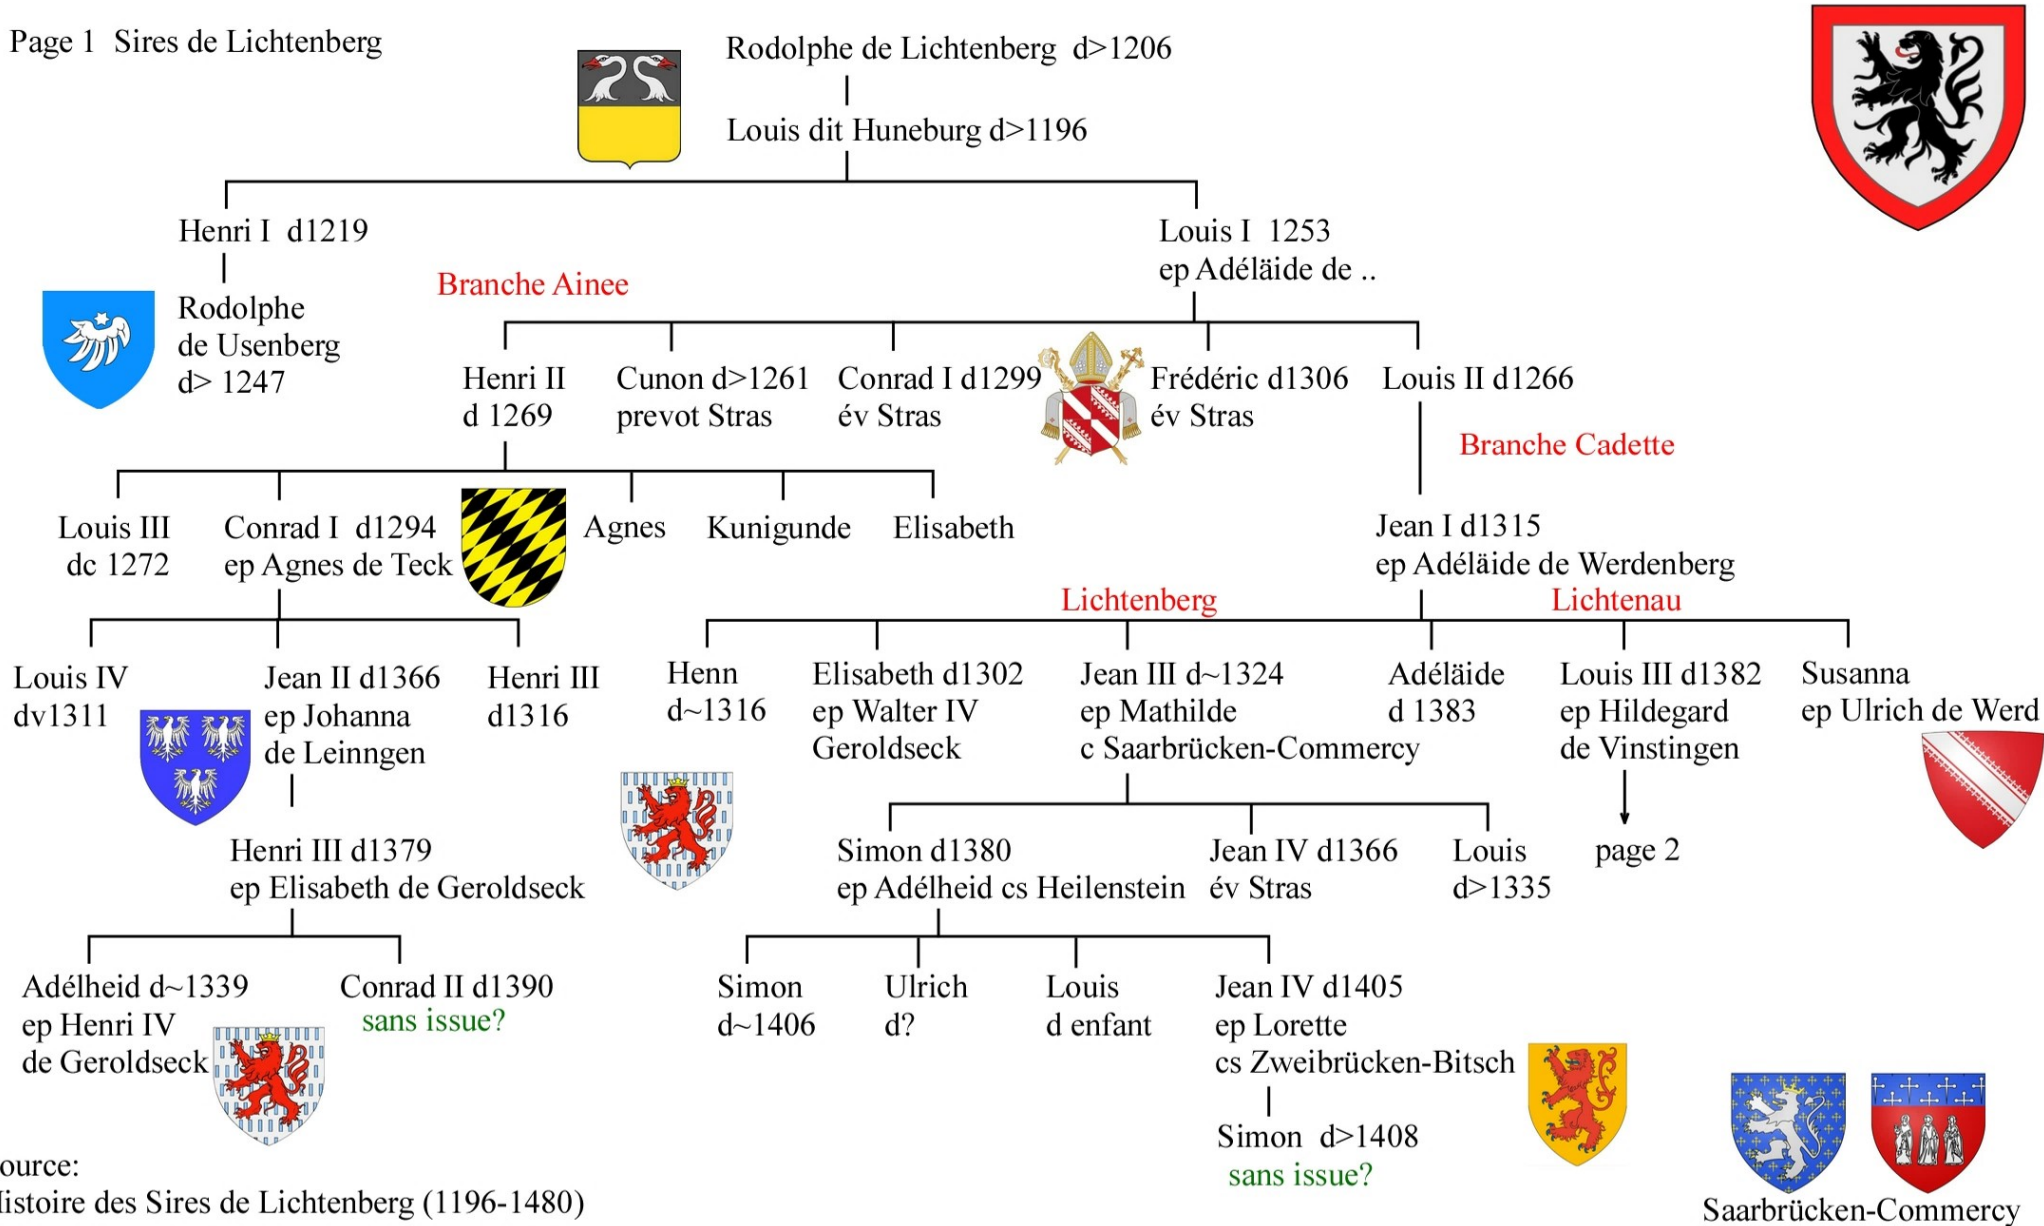 Page 1 Sires de Lichtenberg
Rodolphe de Lichtenberg d>1206
Louis dit Huneburg d>1196
Henri I d1219
Louis I 1253
ep Adéläide de ..
Branche Ainee
Rodolphe
de Usenberg
d> 1247
Henri II
d 1269
Cunon d>1261
prevot Stras
Conrad I d1299
év Stras
Frédéric d1306
év Stras
Louis II d1266
Branche Cadette
Louis III
dc 1272
Conrad I d1294
ep Agnes de Teck
Agnes
Kunigunde
Elisabeth
Jean I d1315
ep Adéläide de Werdenberg
Lichtenberg
Lichtenau
Louis IV
dv1311
Jean II d1366
ep Johanna
de Leinngen
Henri III
d1316
Henn
d~1316
Elisabeth d1302
ep Walter IV
Geroldseck
Jean III d~1324
ep Mathilde
c Saarbrücken-Commercy
Adéläide
d 1383
Louis III d1382
ep Hildegard
de Vinstingen
Susanna
ep Ulrich de Werd
Henri III d1379
ep Elisabeth de Geroldseck
Simon d1380
ep Adélheid cs Heilenstein
Jean IV d1366
év Stras
Louis
d>1335
page 2
Adélheid d~1339
ep Henri IV
de Geroldseck
Conrad II d1390
sans issue?
Simon
d~1406
Ulrich
d?
Louis
d enfant
Jean IV d1405
ep Lorette
cs Zweibrücken-Bitsch
Simon d>1408
sans issue?
ource:
istoire des Sires de Lichtenberg (1196-1480)
Saarbrücken-Commercy